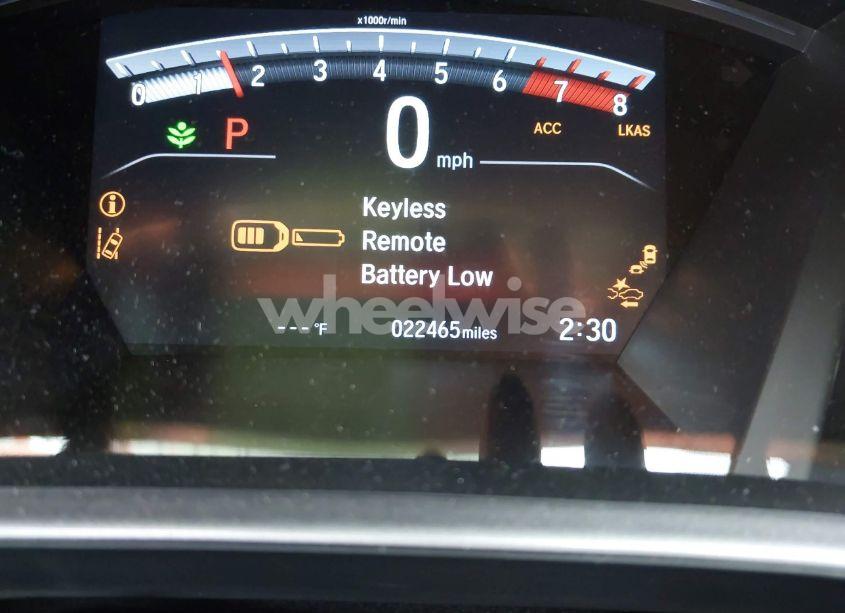 x1000r/min
0 1 2 3 4 5 6 7 8
P 0 mph ACC LKAS
Keyless
Remote
Battery Low
wheelwise
---°F 022465miles 2:30